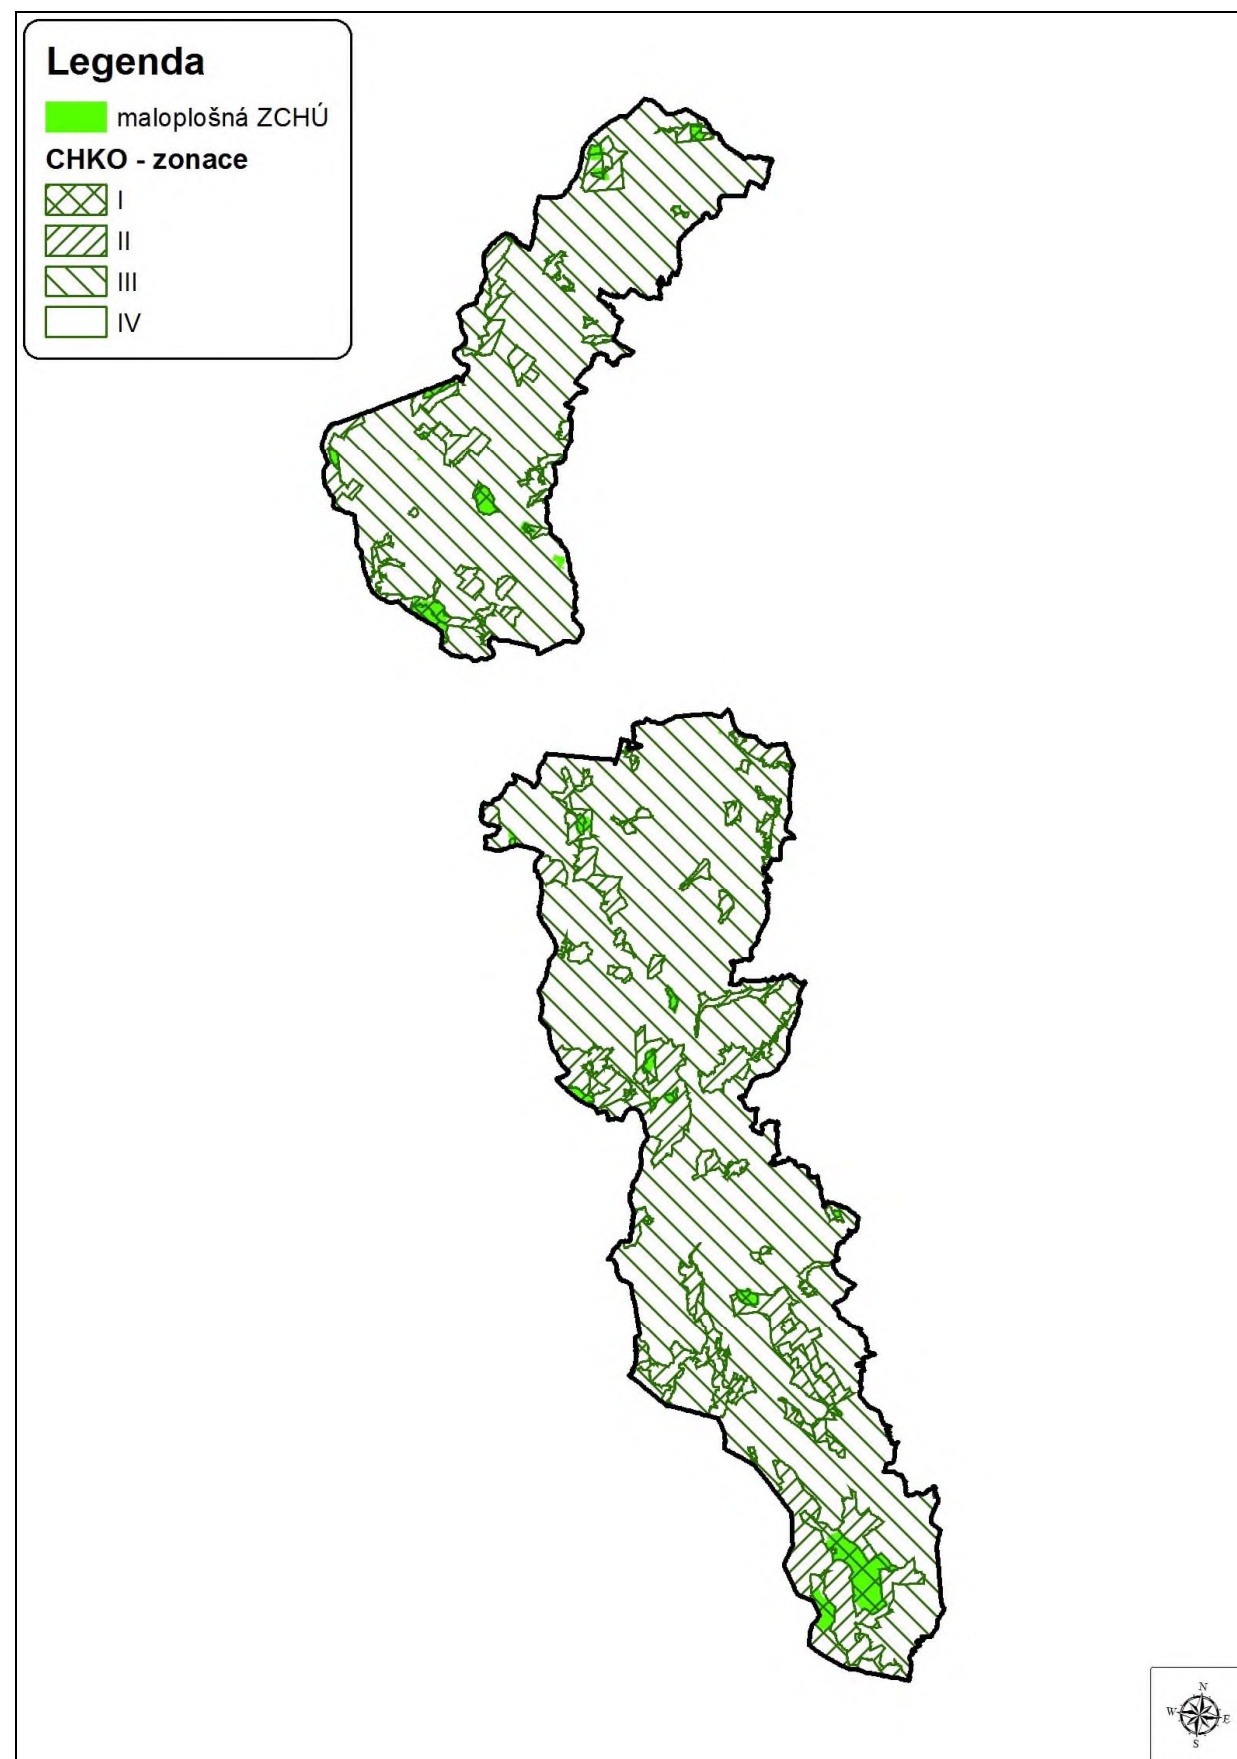 Legenda
maloplošná ZCHÚ
CHKO - zonace
I
II
III
IV
N
W
E
S